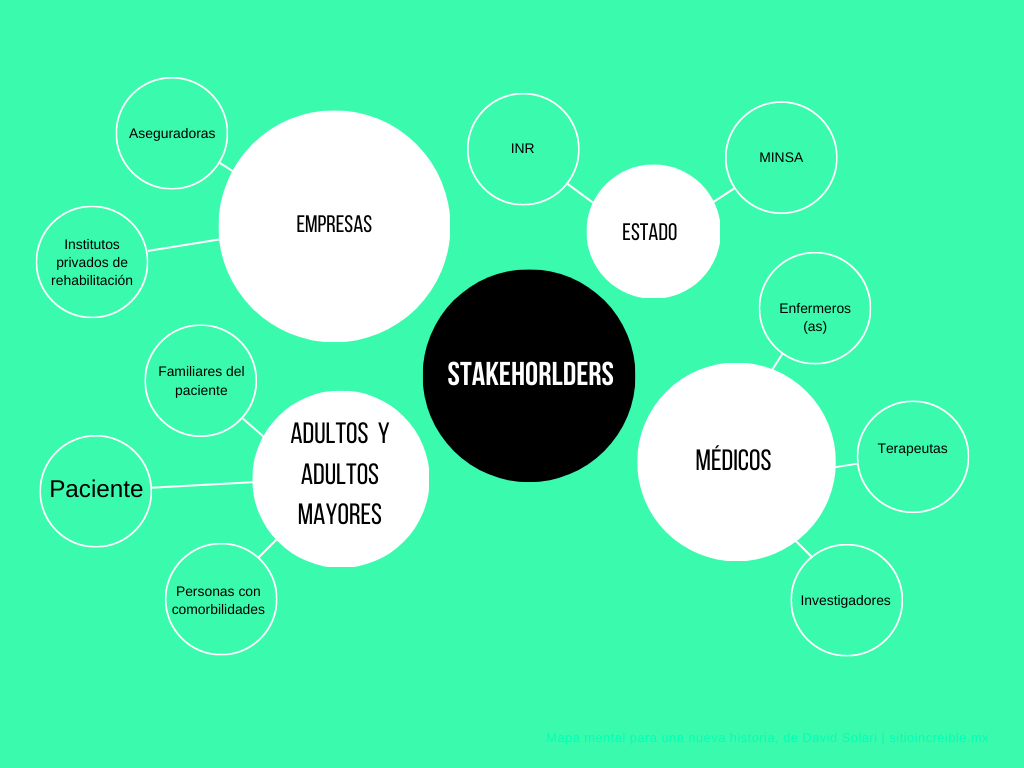 Aseguradoras
EMPRESAS
Institutos
privados de
rehabilitación
INR
MINSA
ESTADO
STAKEHORLDERS
Enfermeros
(as)
Familiares del
paciente
ADULTOS Y
ADULTOS
MAYORES
Paciente
Personas con
comorbilidades
MÉDICOS
Terapeutas
Investigadores
Mapa mental para una nueva historia, de David Solari | sitioincreible.mx